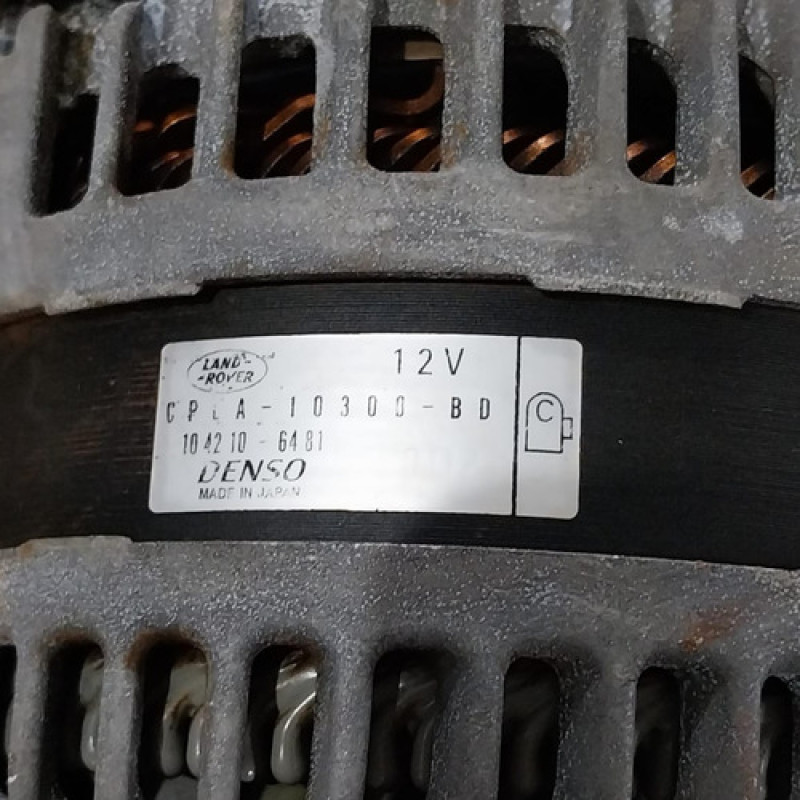 LAND-
-ROVER
12V
CPLA-10300-BD
104210-6481
DENSO
MADE IN JAPAN
C